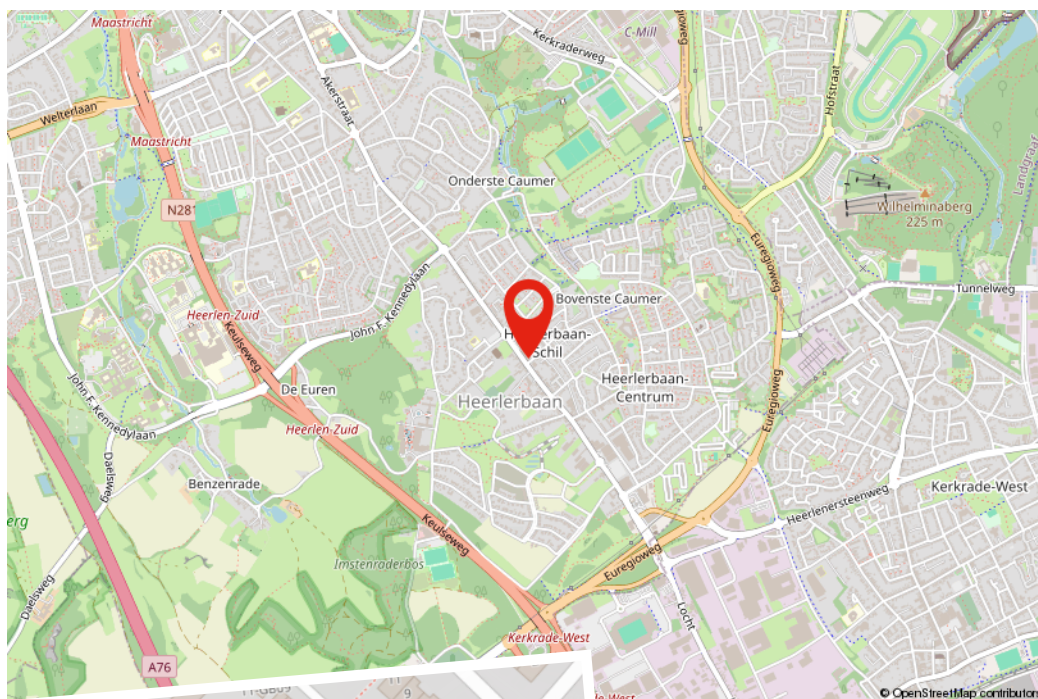 Maastricht
Kerkraderweg
C-Mill
Euregioweg
Hofstraat
Welterlaan
Akerstraat
Maastricht
Landgraaf
Onderste Caumer
N281
Wilhelminaberg
225 m
Euregioweg
John F. Kennedylaan
Tunnelweg
Bovenste Caumer
Heerlen-Zuid
Keulseweg
Schil
De Euren
Heerlerbaan-
Centrum
Heerlerbaan
John F. Kennedylaan
Euregioweg
Heerlen-Zuid
Daelsweg
Benzenrade
Kerkrade-West
Heerlenersteenweg
Keulseweg
Imstenraderbos
Euregioweg
Daelsweg
Locht
Kerkrade-West
A76
9
© OpenStreetMap contributors